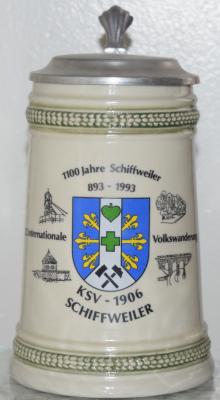 1100 Jahre Schiffweiler
893 - 1993
Internationale Volkswanderung
KSV - 1906
SCHIFFWEILER